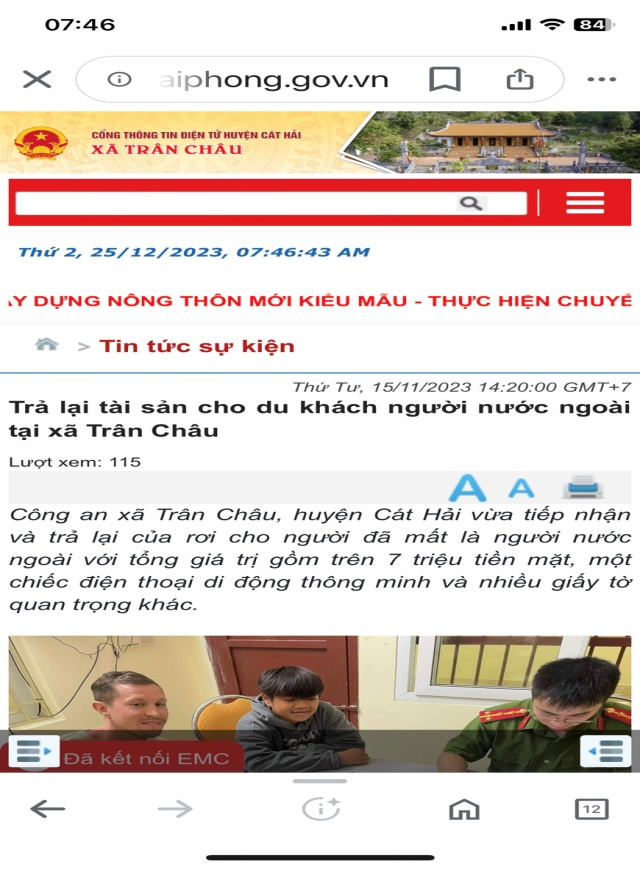 07:46
84
aiphong.gov.vn
CỔNG THÔNG TIN ĐIỆN TỬ HUYỆN CÁT HẢI
XÃ TRÂN CHÂU
Thứ 2, 25/12/2023, 07:46:43 AM
ÂY DỰNG NÔNG THÔN MỚI KIỂU MẪU - THỰC HIỆN CHUYỂ
> Tin tức sự kiện
Thứ Tư, 15/11/2023 14:20:00 GMT+7
Trả lại tài sản cho du khách người nước ngoài
tại xã Trân Châu
Lượt xem: 115
A A
Công an xã Trân Châu, huyện Cát Hải vừa tiếp nhận
và trả lại của rơi cho người đã mất là người nước
ngoài với tổng giá trị gồm trên 7 triệu tiền mặt, một
chiếc điện thoại di động thông minh và nhiều giấy tờ
quan trọng khác.
Đã kết nối EMC
12